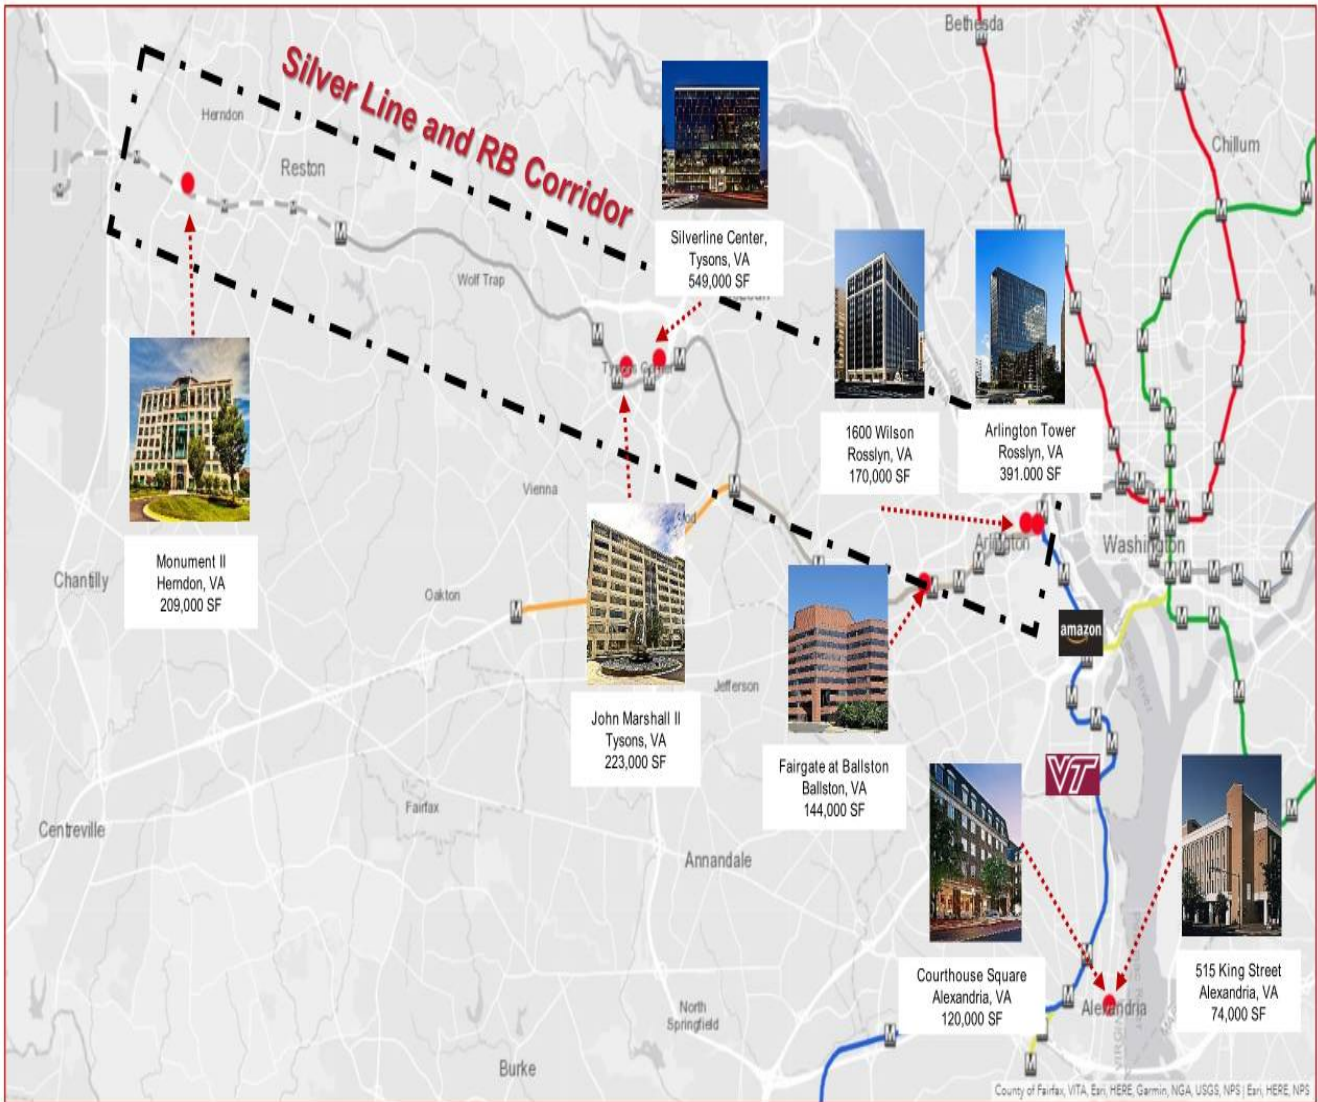 Silver Line and RB Corridor
Bethesda
Chillum
Herndon
Reston
Wolf Trap
Silverline Center,
Tysons, VA
549,000 SF
1600 Wilson
Rosslyn, VA
170,000 SF
Arlington Tower
Rosslyn, VA
391.000 SF
Monument II
Herndon, VA
209,000 SF
Vienna
Chantilly
Oakton
Arlington
Washington
amazon
John Marshall II
Tysons, VA
223,000 SF
Jefferson
Fairgate at Ballston
Ballston, VA
144,000 SF
VT
Fairfax
Centreville
Annandale
Courthouse Square
Alexandria, VA
120,000 SF
515 King Street
Alexandria, VA
74,000 SF
Alexandria
North
Springfield
Burke
County of Fairfax, VITA, Esri, HERE, Garmin, NGA, USGS, NPS | Esri, HERE, NPS